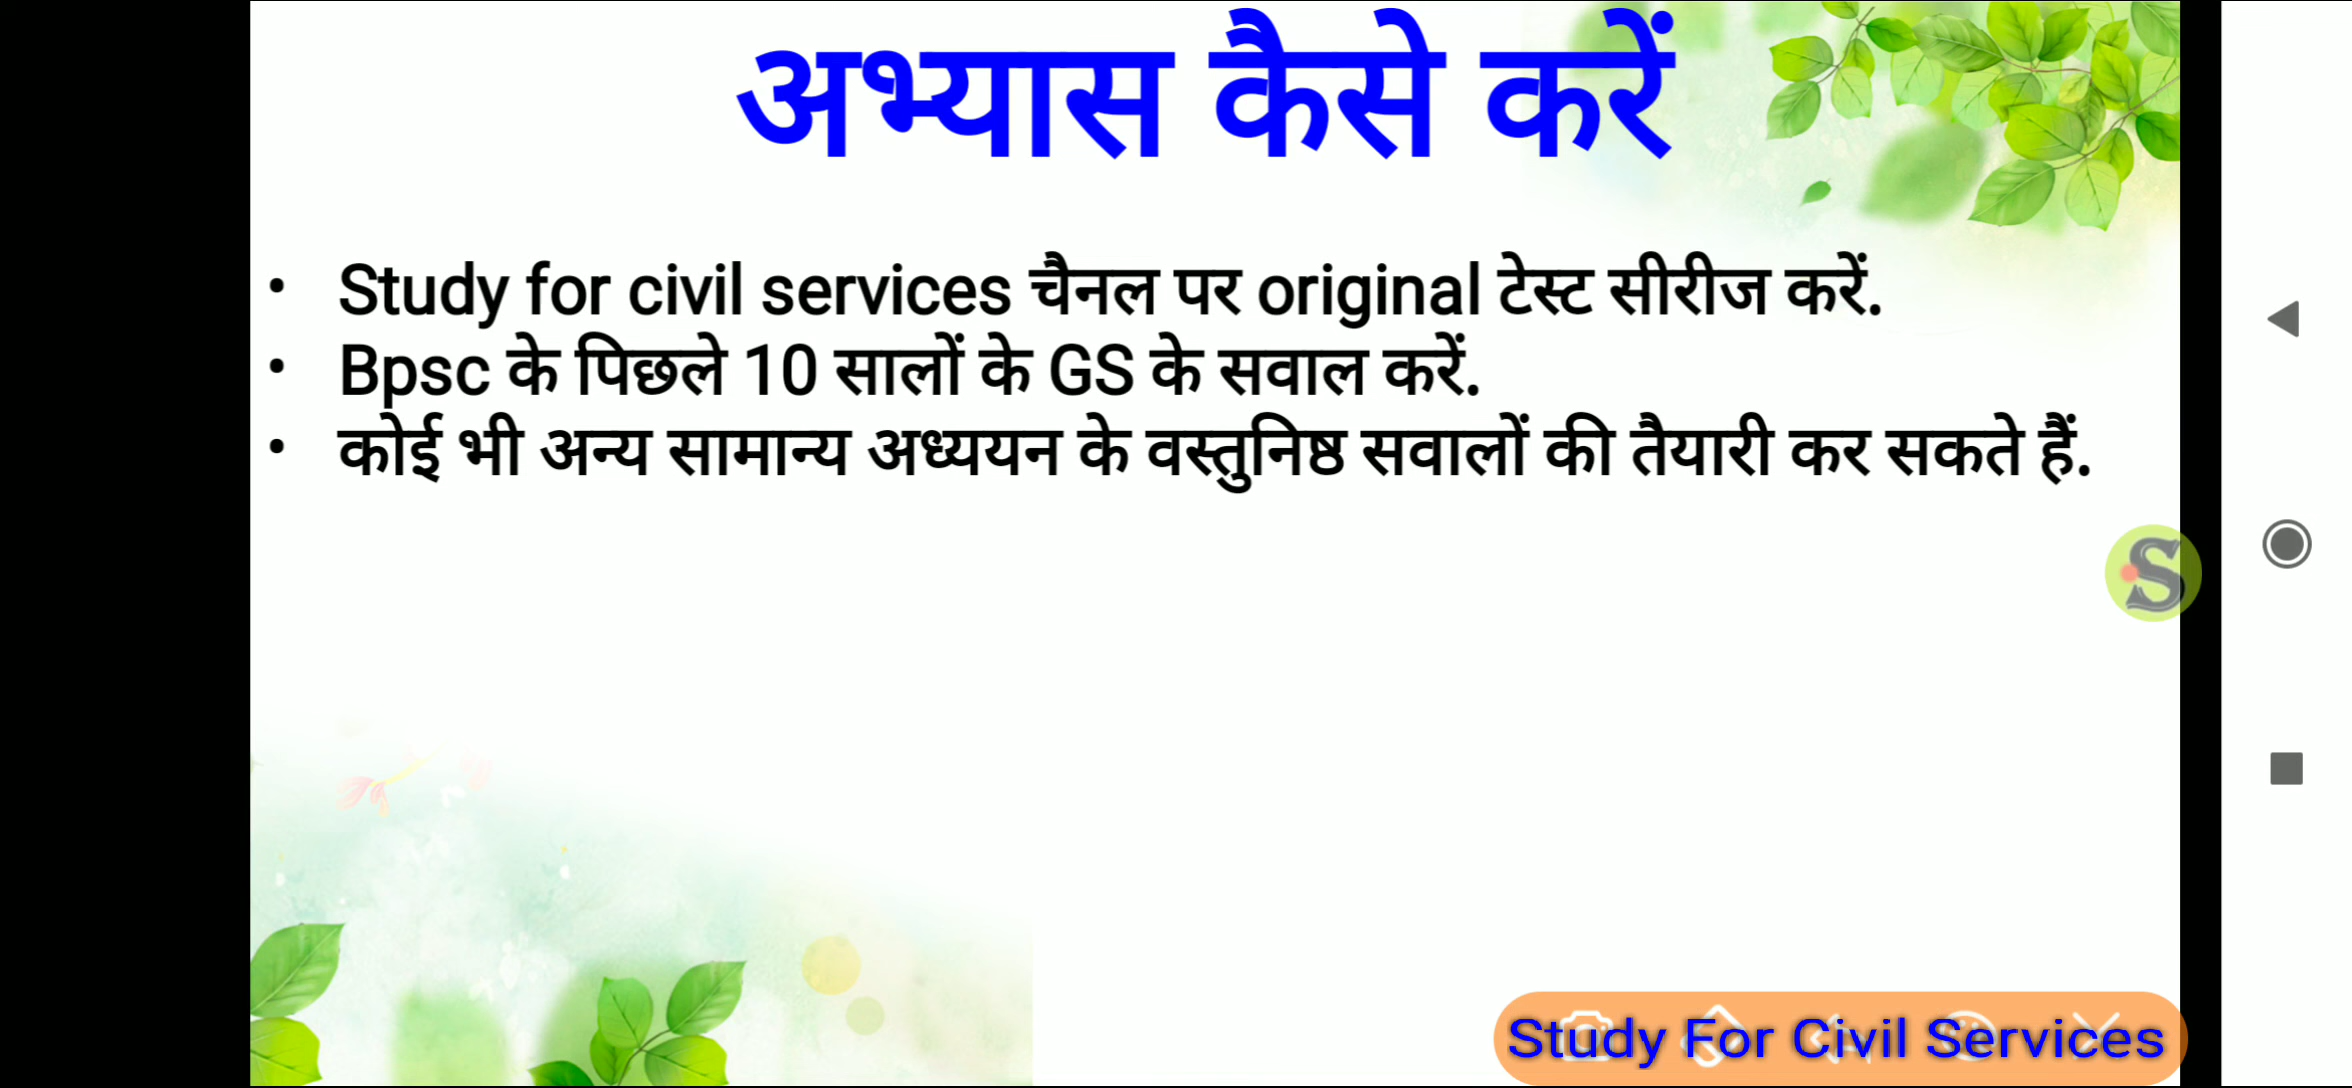 अभ्यास कैसे करें
• Study for civil services चैनल पर original टेस्ट सीरीज करें.
• Bpsc के पिछले 10 सालों के GS के सवाल करें.
• कोई भी अन्य सामान्य अध्ययन के वस्तुनिष्ठ सवालों की तैयारी कर सकते हैं.
S
Study For Civil Services